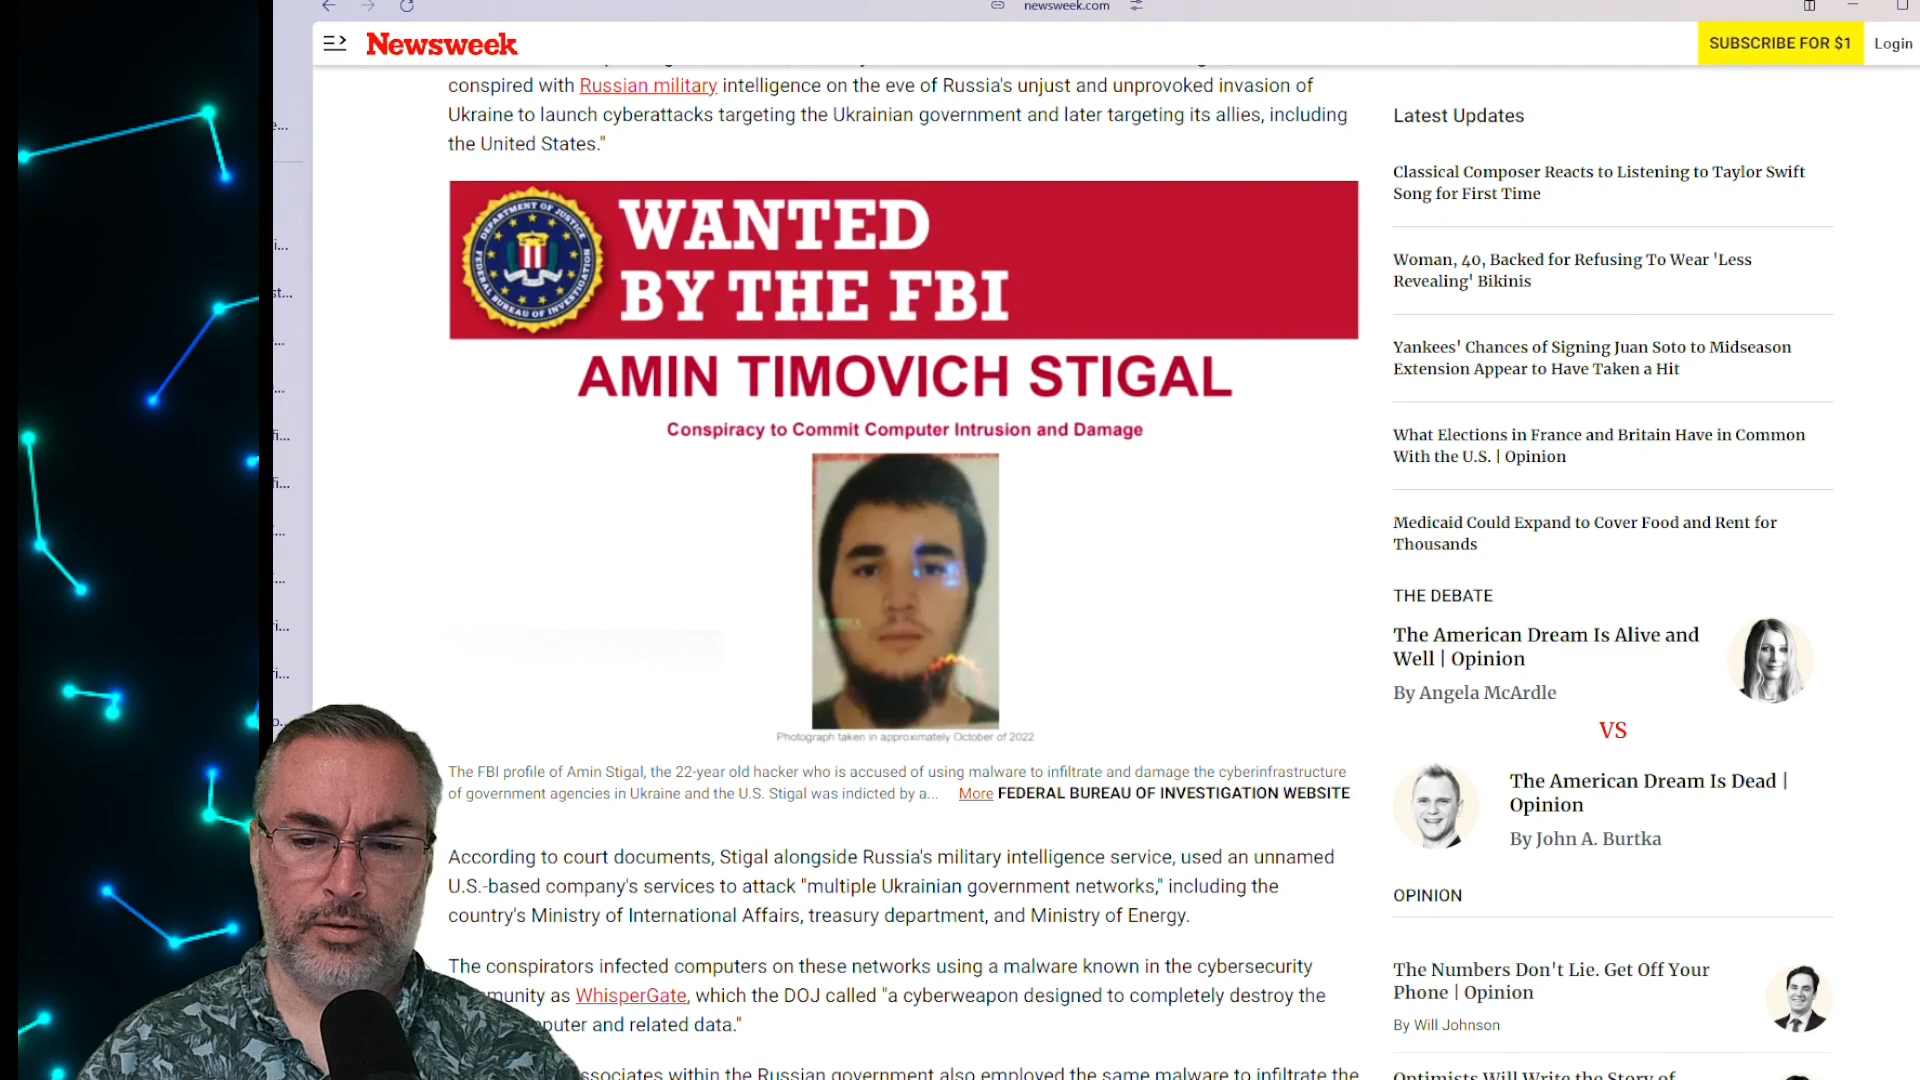 newsweek.com
Newsweek
SUBSCRIBE FOR $1
Login
conspired with Russian military intelligence on the eve of Russia's unjust and unprovoked invasion of
Ukraine to launch cyberattacks targeting the Ukrainian government and later targeting its allies, including
the United States."
DEPARTMENT OF JUSTICE
FEDERAL BUREAU OF INVESTIGATION
WANTED
BY THE FBI
AMIN TIMOVICH STIGAL
Conspiracy to Commit Computer Intrusion and Damage
Photograph taken in approximately October of 2022
The FBI profile of Amin Stigal, the 22-year old hacker who is accused of using malware to infiltrate and damage the cyberinfrastructure
of government agencies in Ukraine and the U.S. Stigal was indicted by a... More FEDERAL BUREAU OF INVESTIGATION WEBSITE
According to court documents, Stigal alongside Russia's military intelligence service, used an unnamed
U.S.-based company's services to attack "multiple Ukrainian government networks," including the
country's Ministry of International Affairs, treasury department, and Ministry of Energy.
The conspirators infected computers on these networks using a malware known in the cybersecurity
munity as WhisperGate, which the DOJ called "a cyberweapon designed to completely destroy the
puter and related data."
ssociates within the Russian government also employed the same malware to infiltrate the
Latest Updates
Classical Composer Reacts to Listening to Taylor Swift
Song for First Time
Woman, 40, Backed for Refusing To Wear 'Less
Revealing' Bikinis
Yankees' Chances of Signing Juan Soto to Midseason
Extension Appear to Have Taken a Hit
What Elections in France and Britain Have in Common
With the U.S. | Opinion
Medicaid Could Expand to Cover Food and Rent for
Thousands
THE DEBATE
The American Dream Is Alive and
Well | Opinion
By Angela McArdle
VS
The American Dream Is Dead |
Opinion
By John A. Burtka
OPINION
The Numbers Don't Lie. Get Off Your
Phone | Opinion
By Will Johnson
Optimists Will Write the Story of